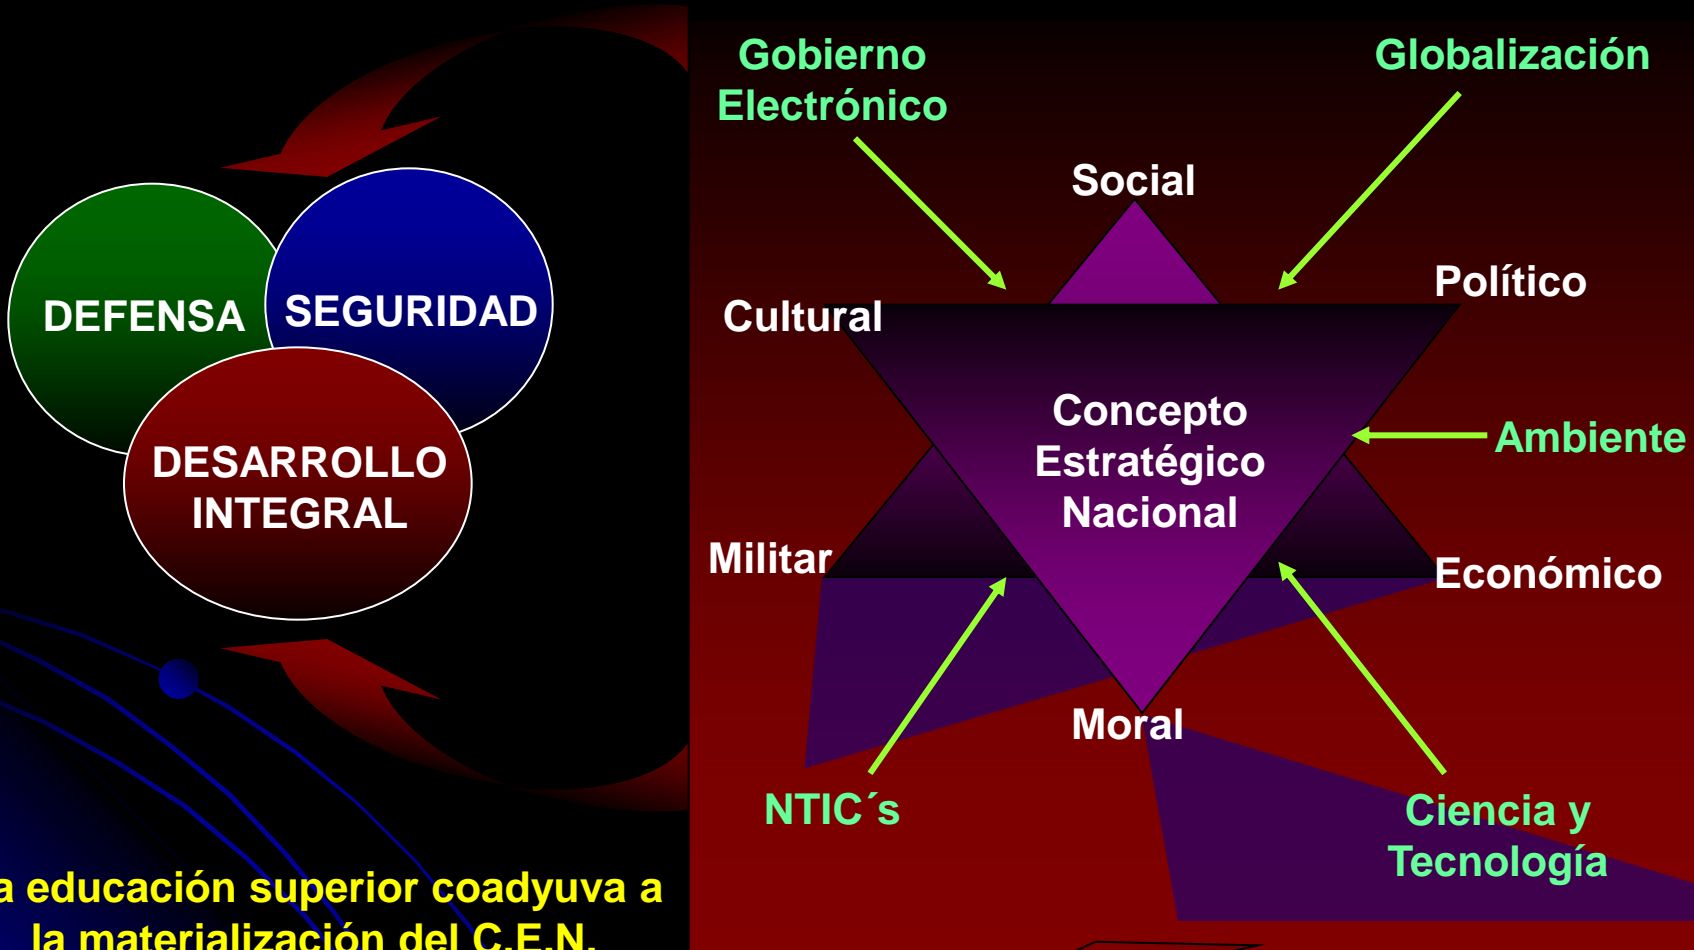 DEFENSA
SEGURIDAD
DESARROLLO
INTEGRAL
a educación superior coadyuva a
la materialización del C.E.N.
Gobierno
Electrónico
Globalización
Social
Político
Cultural
Concepto
Estratégico
Nacional
Ambiente
Militar
Económico
Moral
NTIC´s
Ciencia y
Tecnología